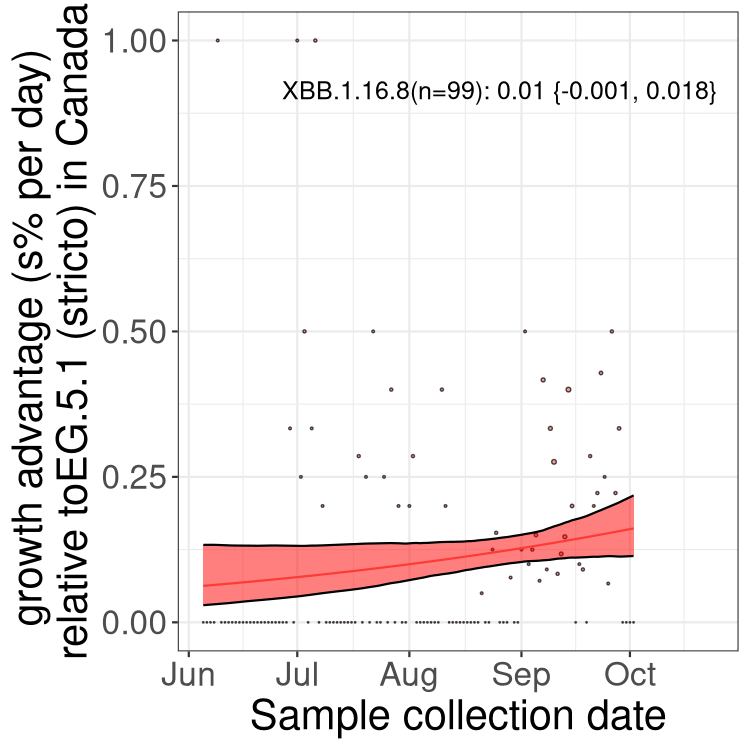 growth advantage (s% per day)
relative toEG.5.1 (stricto) in Canada
1.00
0.75
0.50
0.25
0.00
XBB.1.16.8(n=99): 0.01 {-0.001, 0.018}
Jun Jul Aug Sep Oct
Sample collection date